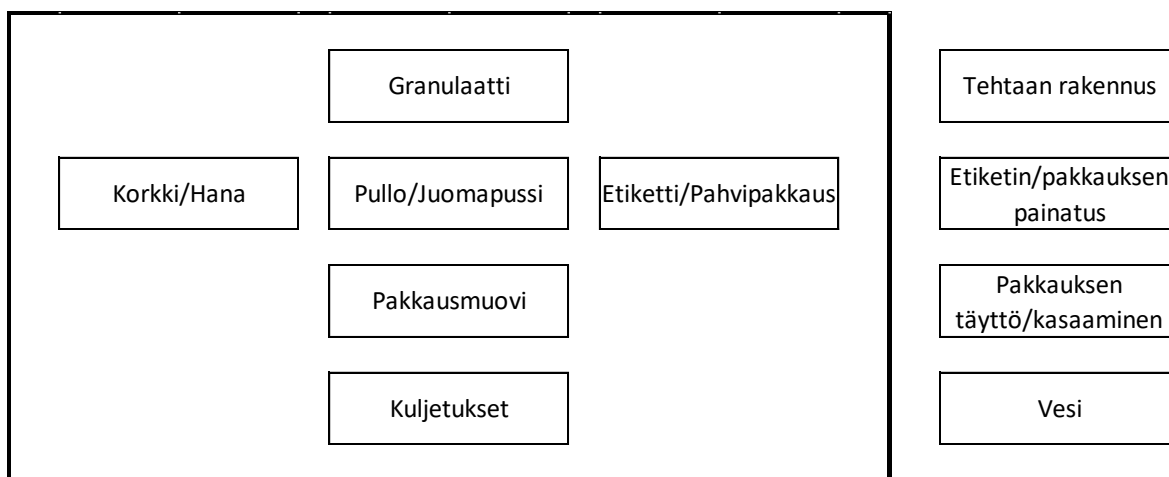 Granulaatti
Tehtaan rakennus
Korkki/Hana
Pullo/Juomapussi
Etiketti/Pahvipakkaus
Etiketin/pakkauksen
painatus
Pakkausmuovi
Pakkauksen
täyttö/kasaaminen
Kuljetukset
Vesi